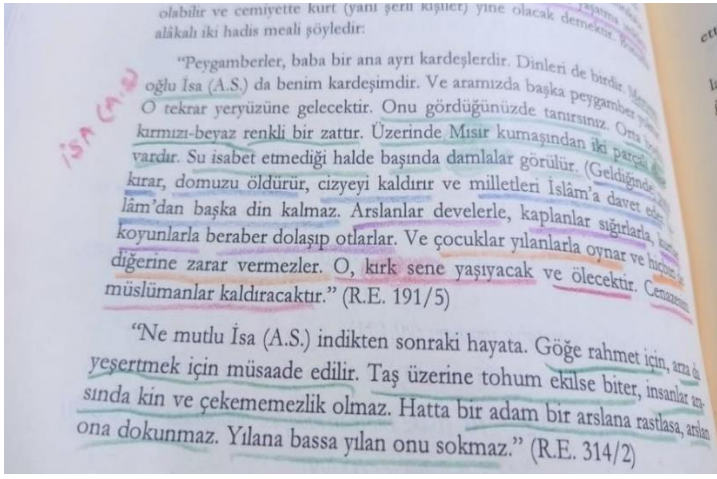 olabilir ve cemiyette kurt (yani şerli kişiler) yine olacak demektir.
alâkalı iki hadis meali şöyledir:
"Peygamberler, baba bir ana ayrı kardeşlerdir. Dinleri de birdir.
oğlu İsa (A.S.) da benim kardeşimdir. Ve aramızda başka peygamber
O tekrar yeryüzüne gelecektir. Onu gördüğünüzde tanırsınız.
kırmızı-beyaz renkli bir zattır. Üzerinde Mısır kumaşından iki
vardır. Su isabet etmediği halde başında damlalar görülür. (Geldiğinde
kırar, domuzu öldürür, cizyeyi kaldırır ve milletleri İslâm'a davet
lâm'dan başka din kalmaz. Arslanlar develerle, kaplanlar sığırlarla,
koyunlarla beraber dolaşıp otlarlar. Ve çocuklar yılanlarla oynar ve
diğerine zarar vermezler. O, kırk sene yaşıyacak ve ölecektir.
müslümanlar kaldıracaktır." (R.E. 191/5)
"Ne mutlu İsa (A.S.) indikten sonraki hayata. Göğe rahmet için, arza da
yeşertmek için müsaade edilir. Taş üzerine tohum ekilse biter, insanlar ara-
sında kin ve çekememezlik olmaz. Hatta bir adam bir arslana rastlasa, arslan
ona dokunmaz. Yılana bassa yılan onu sokmaz." (R.E. 314/2)
İSA (A.S)